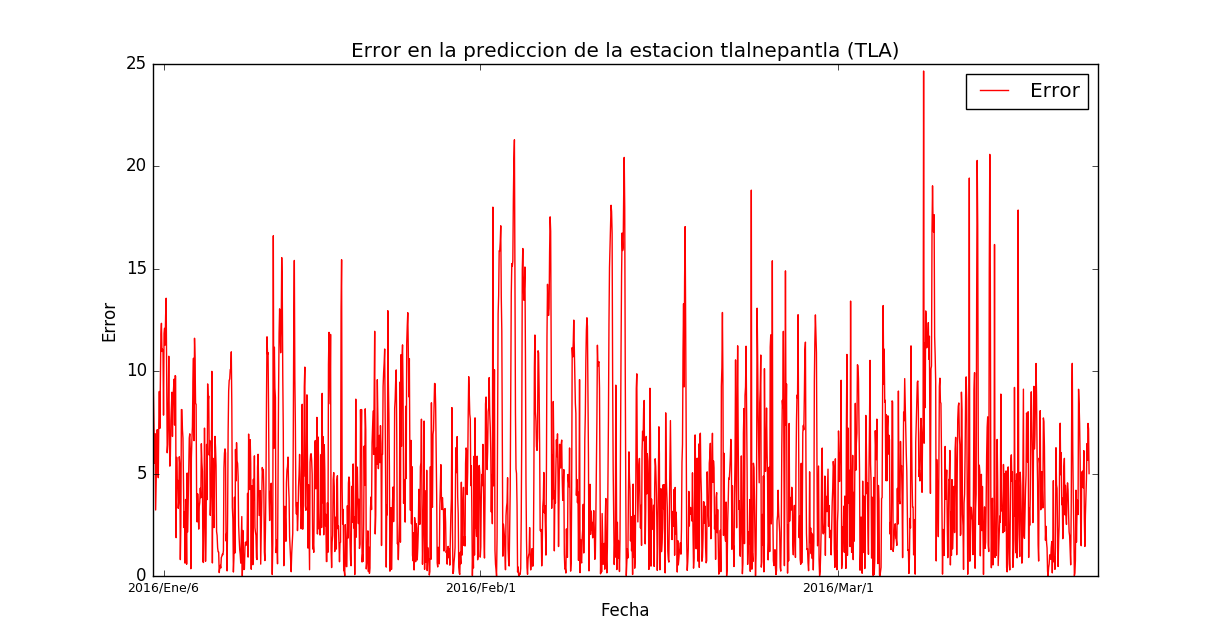 Error en la prediccion de la estacion tlalnepantla (TLA)
25
20
15
10
5
0
Error
Error
2016/Ene/6
2016/Feb/1
2016/Mar/1
Fecha